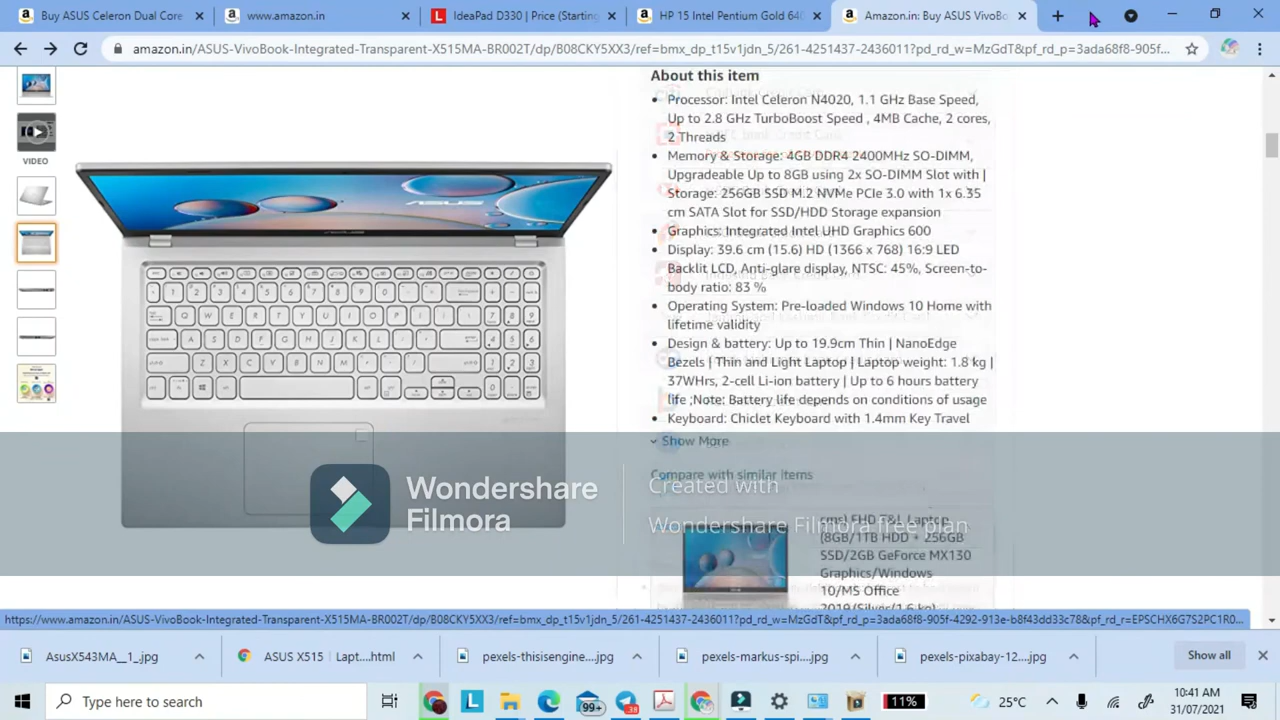 Buy ASUS Celeron Dual Core
www.amazon.in
IdeaPad D330 | Price (Starting
HP 15 Intel Pentium Gold 640
Amazon.in: Buy ASUS VivoBo
amazon.in/ASUS-VivoBook-Integrated-Transparent-X515MA-BR002T/dp/B08CKY5XX3/ref=bmx_dp_t15v1jdn_5/261-4251437-2436011?pd_rd_w=MzGdT&pf_rd_p=3ada68f8-905f...
VIDEO
About this item
Processor: Intel Celeron N4020, 1.1 GHz Base Speed,
Up to 2.8 GHz TurboBoost Speed , 4MB Cache, 2 cores,
2 Threads
Memory & Storage: 4GB DDR4 2400MHz SO-DIMM,
Upgradeable Up to 8GB using 2x SO-DIMM Slot with |
Storage: 256GB SSD M.2 NVMe PCIe 3.0 with 1x 6.35
cm SATA Slot for SSD/HDD Storage expansion
Graphics: Integrated Intel UHD Graphics 600
Display: 39.6 cm (15.6) HD (1366 x 768) 16:9 LED
Backlit LCD, Anti-glare display, NTSC: 45%, Screen-to-
body ratio: 83 %
Operating System: Pre-loaded Windows 10 Home with
lifetime validity
Design & battery: Up to 19.9cm Thin | NanoEdge
Bezels | Thin and Light Laptop | Laptop weight: 1.8 kg |
37WHrs, 2-cell Li-ion battery | Up to 6 hours battery
life ;Note: Battery life depends on conditions of usage
Keyboard: Chiclet Keyboard with 1.4mm Key Travel
Show More
Compare with similar items
Wondershare
Filmora
Created with
Wondershare Filmora free plan
cms) FHD T&L Laptop
(8GB/1TB HDD + 256GB
SSD/2GB GeForce MX130
Graphics/Windows
10/MS Office
2019/Silver/1.6 kg)
https://www.amazon.in/ASUS-VivoBook-Integrated-Transparent-X515MA-BR002T/dp/B08CKY5XX3/ref=bmx_dp_t15v1jdn_5/261-4251437-2436011?pd_rd_w=MzGdT&pf_rd_p=3ada68f8-905f-4292-913e-b8f43dd33c78&pf_rd_r=EPSCHX6G7S2PC1R0...
AsusX543MA__1_.jpg
ASUS X515 | Lapt....html
pexels-thisisengine....jpg
pexels-markus-spi....jpg
pexels-pixabay-12....jpg
Show all
Type here to search
99+
38
11%
25°C
10:41 AM
31/07/2021